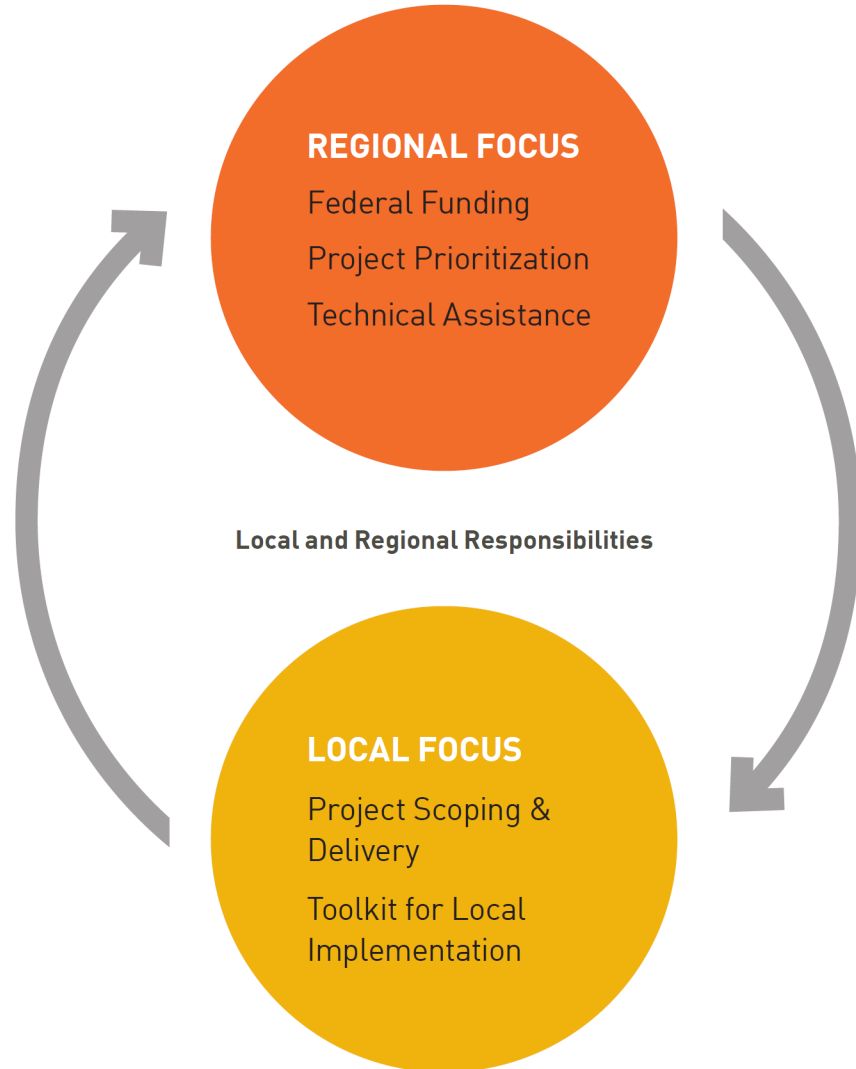 REGIONAL FOCUS
Federal Funding
Project Prioritization
Technical Assistance
Local and Regional Responsibilities
LOCAL FOCUS
Project Scoping &
Delivery
Toolkit for Local
Implementation